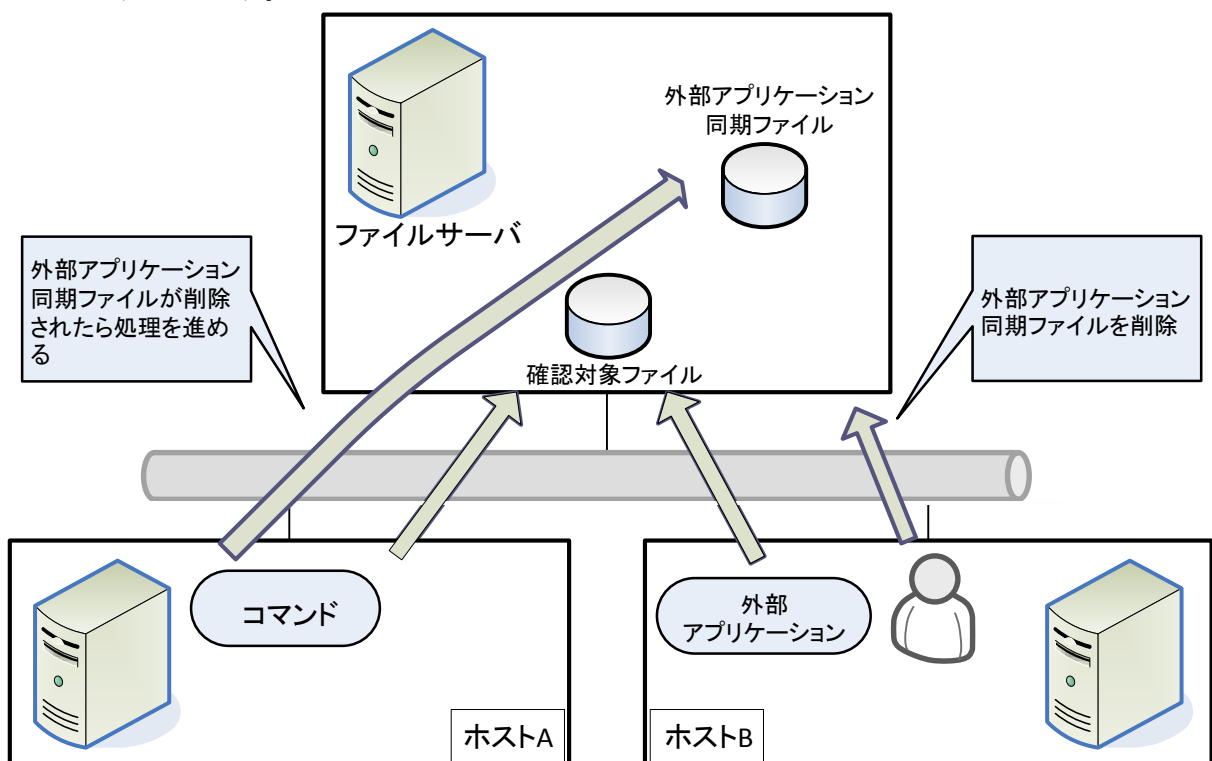 外部アプリケーション
同期ファイル
ファイルサーバ
外部アプリケーション
同期ファイルが削除
されたら処理を進め
る
外部アプリケーション
同期ファイルを削除
確認対象ファイル
コマンド
外部
アプリケーション
ホストA
ホストB